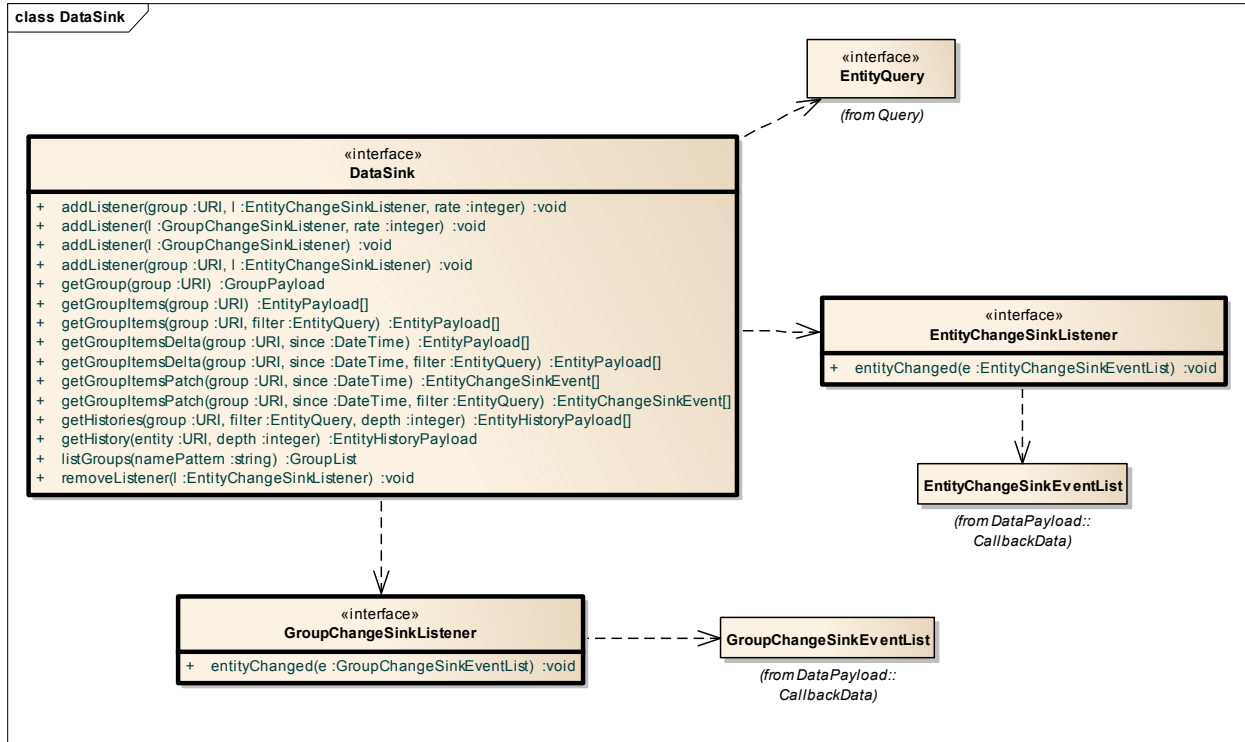 class DataSink
«interface»
EntityQuery
(from Query)
«interface»
DataSink
+ addListener(group :URI, l :EntityChangeSinkListener, rate :integer) :void
+ addListener(l :GroupChangeSinkListener, rate :integer) :void
+ addListener(l :GroupChangeSinkListener) :void
+ addListener(group :URI, l :EntityChangeSinkListener) :void
+ getGroup(group :URI) :GroupPayload
+ getGroupItems(group :URI) :EntityPayload[]
+ getGroupItems(group :URI, filter :EntityQuery) :EntityPayload[]
+ getGroupItemsDelta(group :URI, since :DateTime) :EntityPayload[]
+ getGroupItemsDelta(group :URI, since :DateTime, filter :EntityQuery) :EntityPayload[]
+ getGroupItemsPatch(group :URI, since :DateTime) :EntityChangeSinkEvent[]
+ getGroupItemsPatch(group :URI, since :DateTime, filter :EntityQuery) :EntityChangeSinkEvent[]
+ getHistories(group :URI, filter :EntityQuery, depth :integer) :EntityHistoryPayload[]
+ getHistory(entity :URI, depth :integer) :EntityHistoryPayload
+ listGroups(namePattern :string) :GroupList
+ removeListener(l :EntityChangeSinkListener) :void
«interface»
EntityChangeSinkListener
+ entityChanged(e :EntityChangeSinkEventList) :void
EntityChangeSinkEventList
(from DataPayload::
CallbackData)
«interface»
GroupChangeSinkListener
+ entityChanged(e :GroupChangeSinkEventList) :void
GroupChangeSinkEventList
(from DataPayload::
CallbackData)